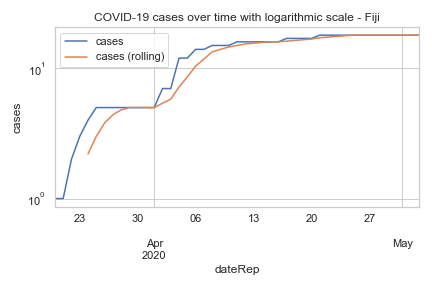 COVID-19 cases over time with logarithmic scale - Fiji
cases
cases (rolling)
10¹
10⁰
cases
23 30 06 13 20 27
Apr May
2020
dateRep